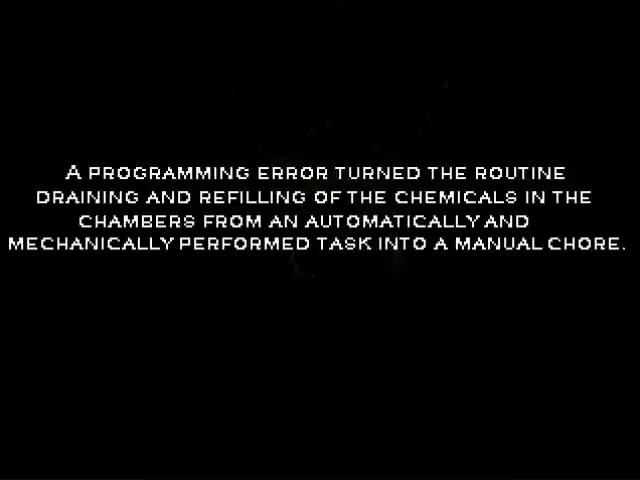 A PROGRAMMING ERROR TURNED THE ROUTINE
DRAINING AND REFILLING OF THE CHEMICALS IN THE
CHAMBERS FROM AN AUTOMATICALLY AND
MECHANICALLY PERFORMED TASK INTO A MANUAL CHORE.